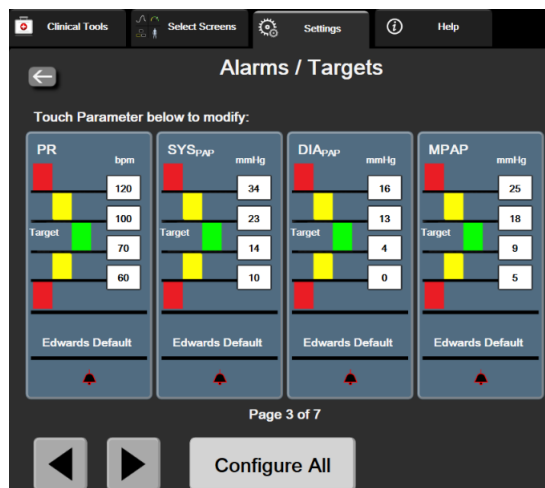 Clinical Tools Select Screens Settings Help
Alarms / Targets
Touch Parameter below to modify:
PR bpm
120
100
Target 70
60
Edwards Default
SYSPAP mmHg
34
23
Target 14
10
Edwards Default
DIAPAP mmHg
16
13
Target 4
0
Edwards Default
MPAP mmHg
25
18
Target 9
5
Edwards Default
Page 3 of 7
Configure All